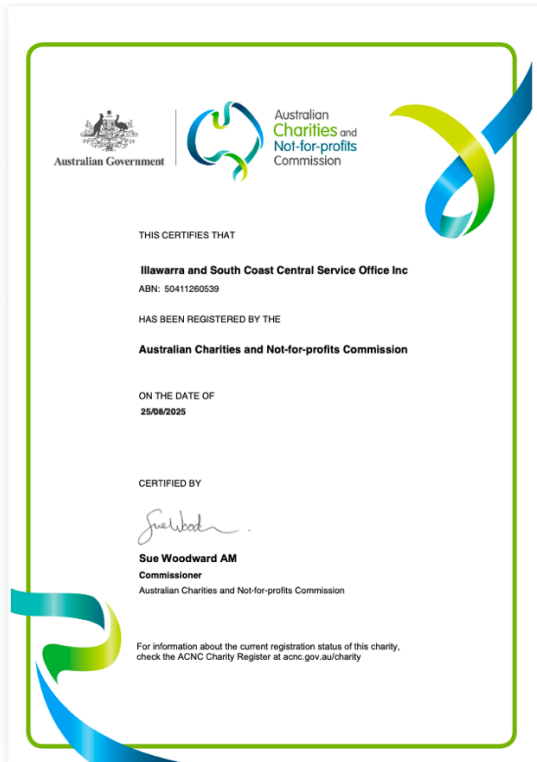 Australian Government
Australian
Charities and
Not-for-profits
Commission
THIS CERTIFIES THAT
Illawarra and South Coast Central Service Office Inc
ABN: 50411260539
HAS BEEN REGISTERED BY THE
Australian Charities and Not-for-profits Commission
ON THE DATE OF
25/08/2025
CERTIFIED BY
Sue Woodward AM
Commissioner
Australian Charities and Not-for-profits Commission
For information about the current registration status of this charity,
check the ACNC Charity Register at acnc.gov.au/charity